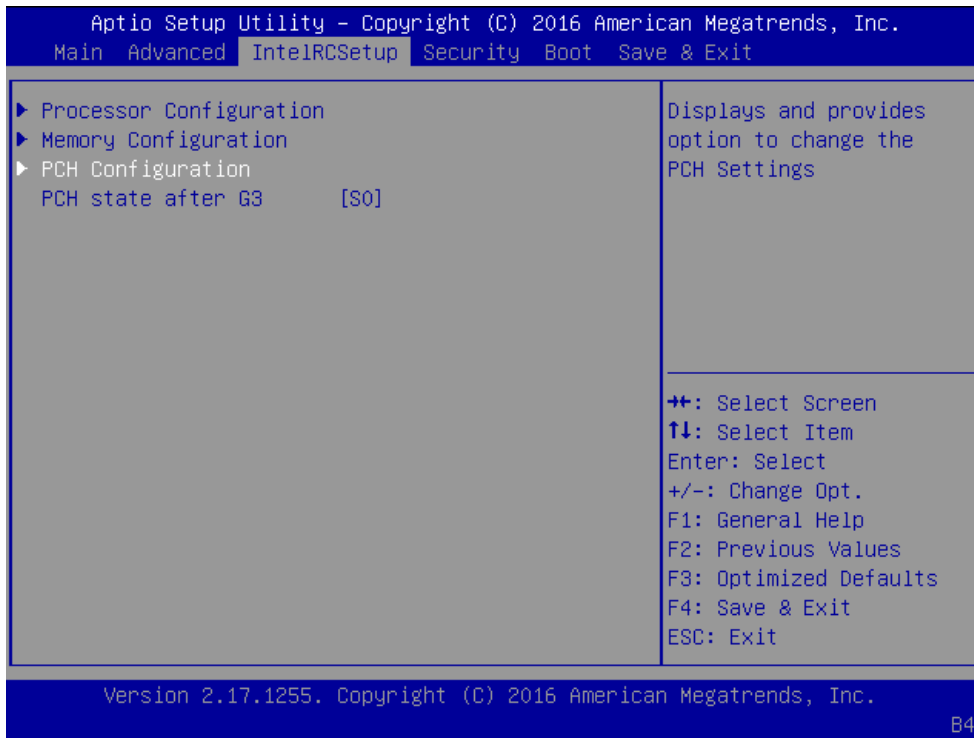 Aptio Setup Utility – Copyright (C) 2016 American Megatrends, Inc.
Main Advanced IntelRCSetup Security Boot Save & Exit
▶ Processor Configuration
▶ Memory Configuration
▶ PCH Configuration
PCH state after G3 [S0]
Displays and provides
option to change the
PCH Settings
→←: Select Screen
↑↓: Select Item
Enter: Select
+/-: Change Opt.
F1: General Help
F2: Previous Values
F3: Optimized Defaults
F4: Save & Exit
ESC: Exit
Version 2.17.1255. Copyright (C) 2016 American Megatrends, Inc.
B4